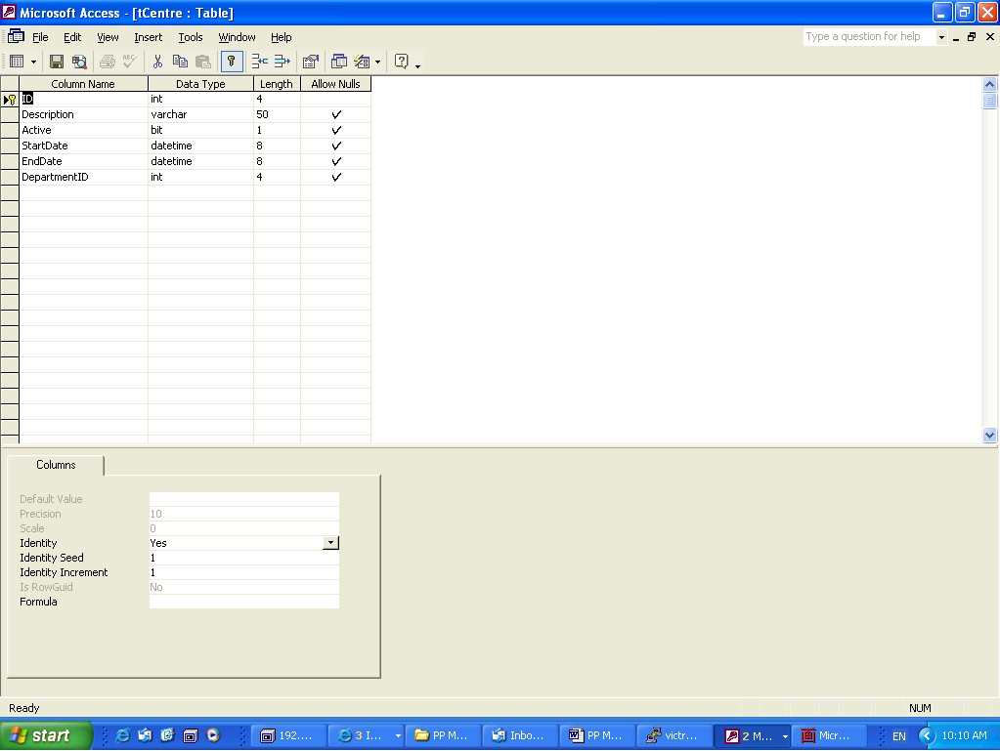 Microsoft Access - [tCentre : Table]
File Edit View Insert Tools Window Help Type a question for help
Column Name Data Type Length Allow Nulls
ID int 4
Description varchar 50
Active bit 1
StartDate datetime 8
EndDate datetime 8
DepartmentID int 4
Columns
Default Value
Precision 10
Scale 0
Identity Yes
Identity Seed 1
Identity Increment 1
Is RowGuid No
Formula
Ready NUM
start 192.... 3 I... PP M... Inbo... PP M... victr... 2 M... Micr... EN 10:10 AM